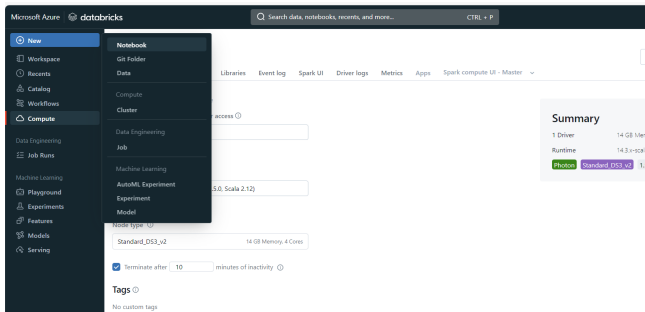 Microsoft Azure databricks
Search data, notebooks, recents, and more... CTRL + P
New
Workspace
Recents
Catalog
Workflows
Compute
Data Engineering
Job Runs
Machine Learning
Playground
Experiments
Features
Models
Serving
Notebook
Git Folder
Data
Compute
Cluster
Data Engineering
Job
Machine Learning
AutoML Experiment
Experiment
Model
Libraries Event log Spark UI Driver logs Metrics Apps Spark compute UI - Master
access
.5.0, Scala 2.12)
Node type
Standard_DS3_v2 14 GB Memory, 4 Cores
Terminate after 10 minutes of inactivity
Tags
No custom tags
Summary
1 Driver 14 GB Mem
Runtime 14.3.x-scal
Photon Standard_DS3_v2 1.